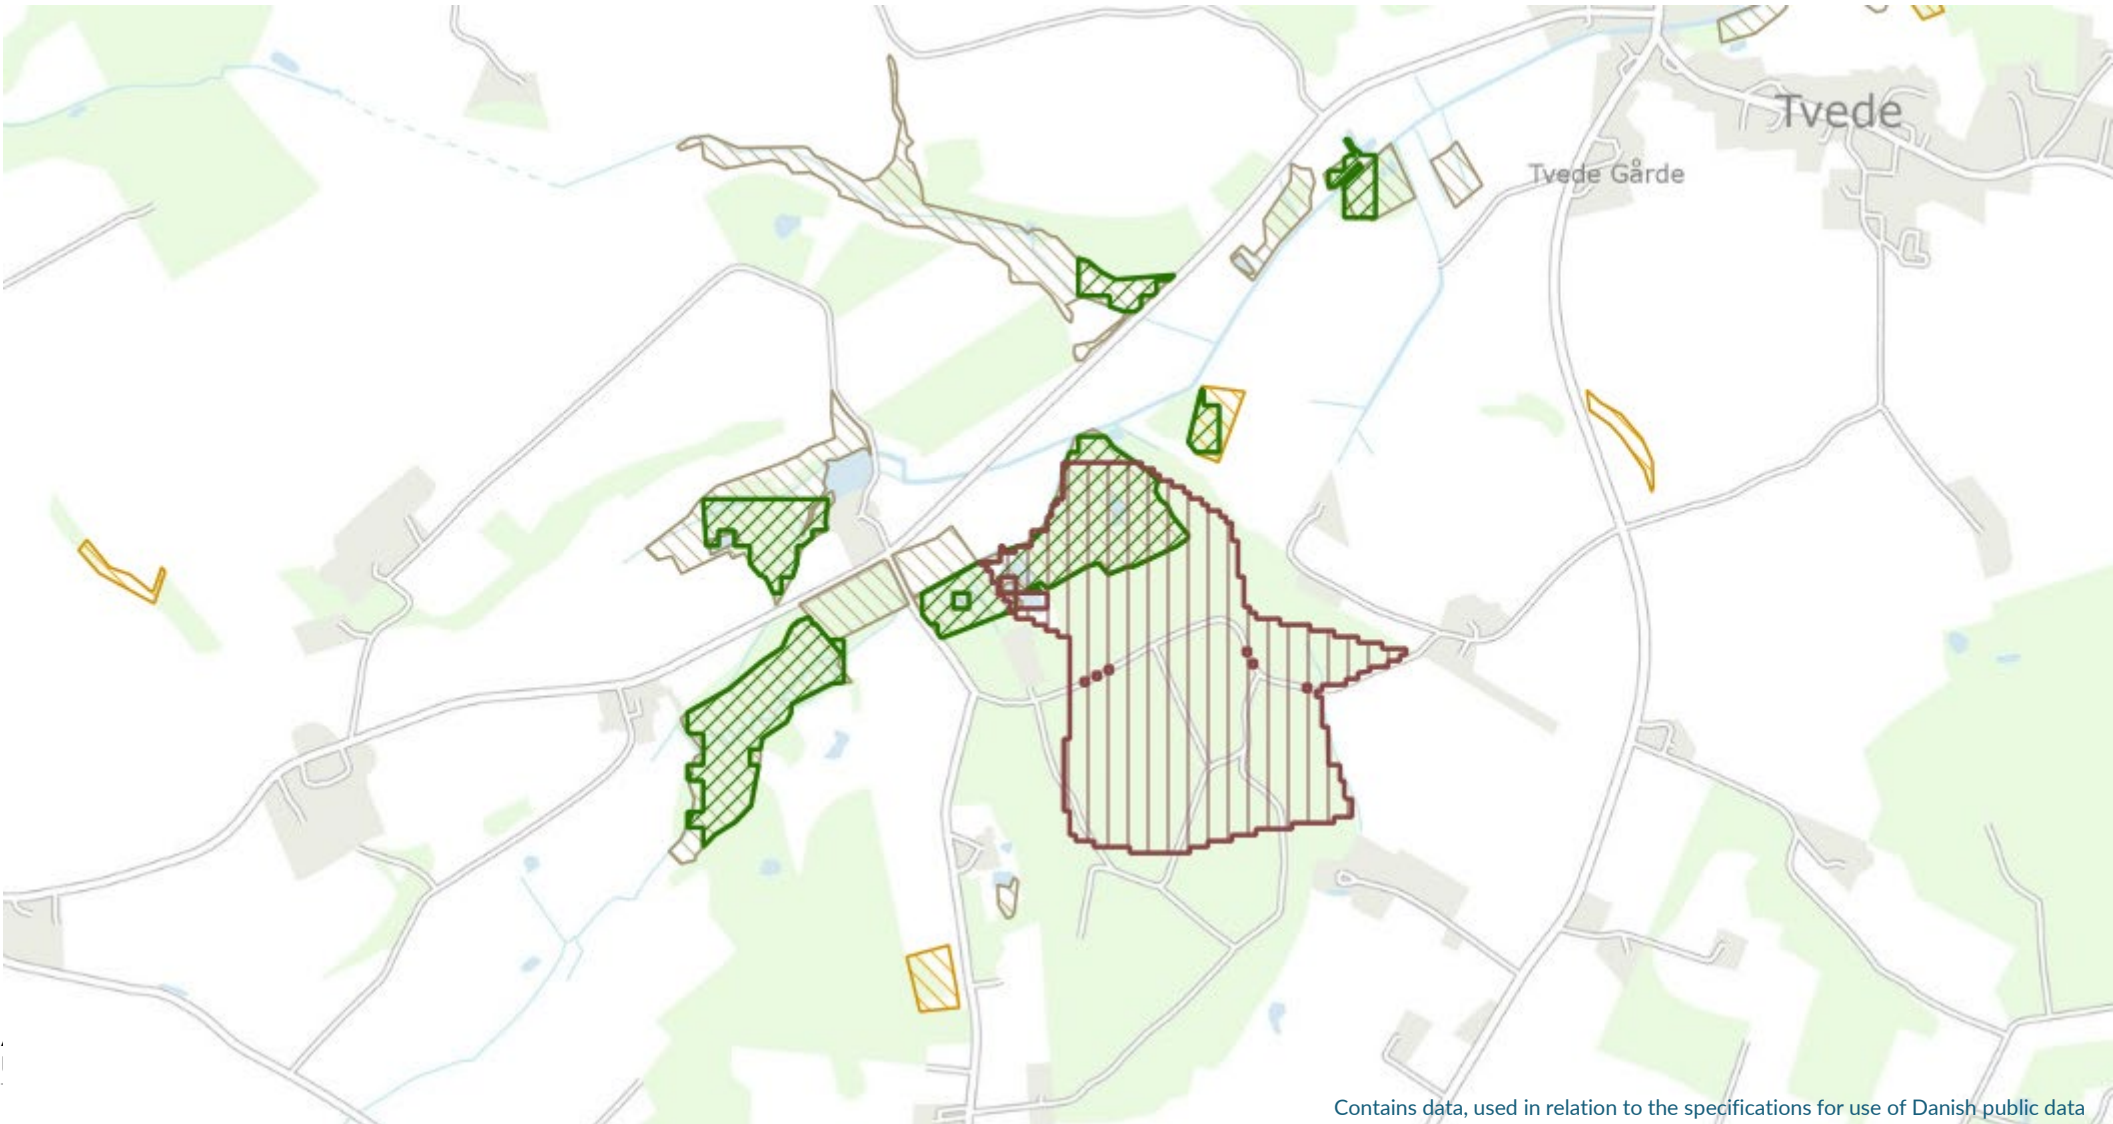 Tvede
Tvede Gårde
Contains data, used in relation to the specifications for use of Danish public data